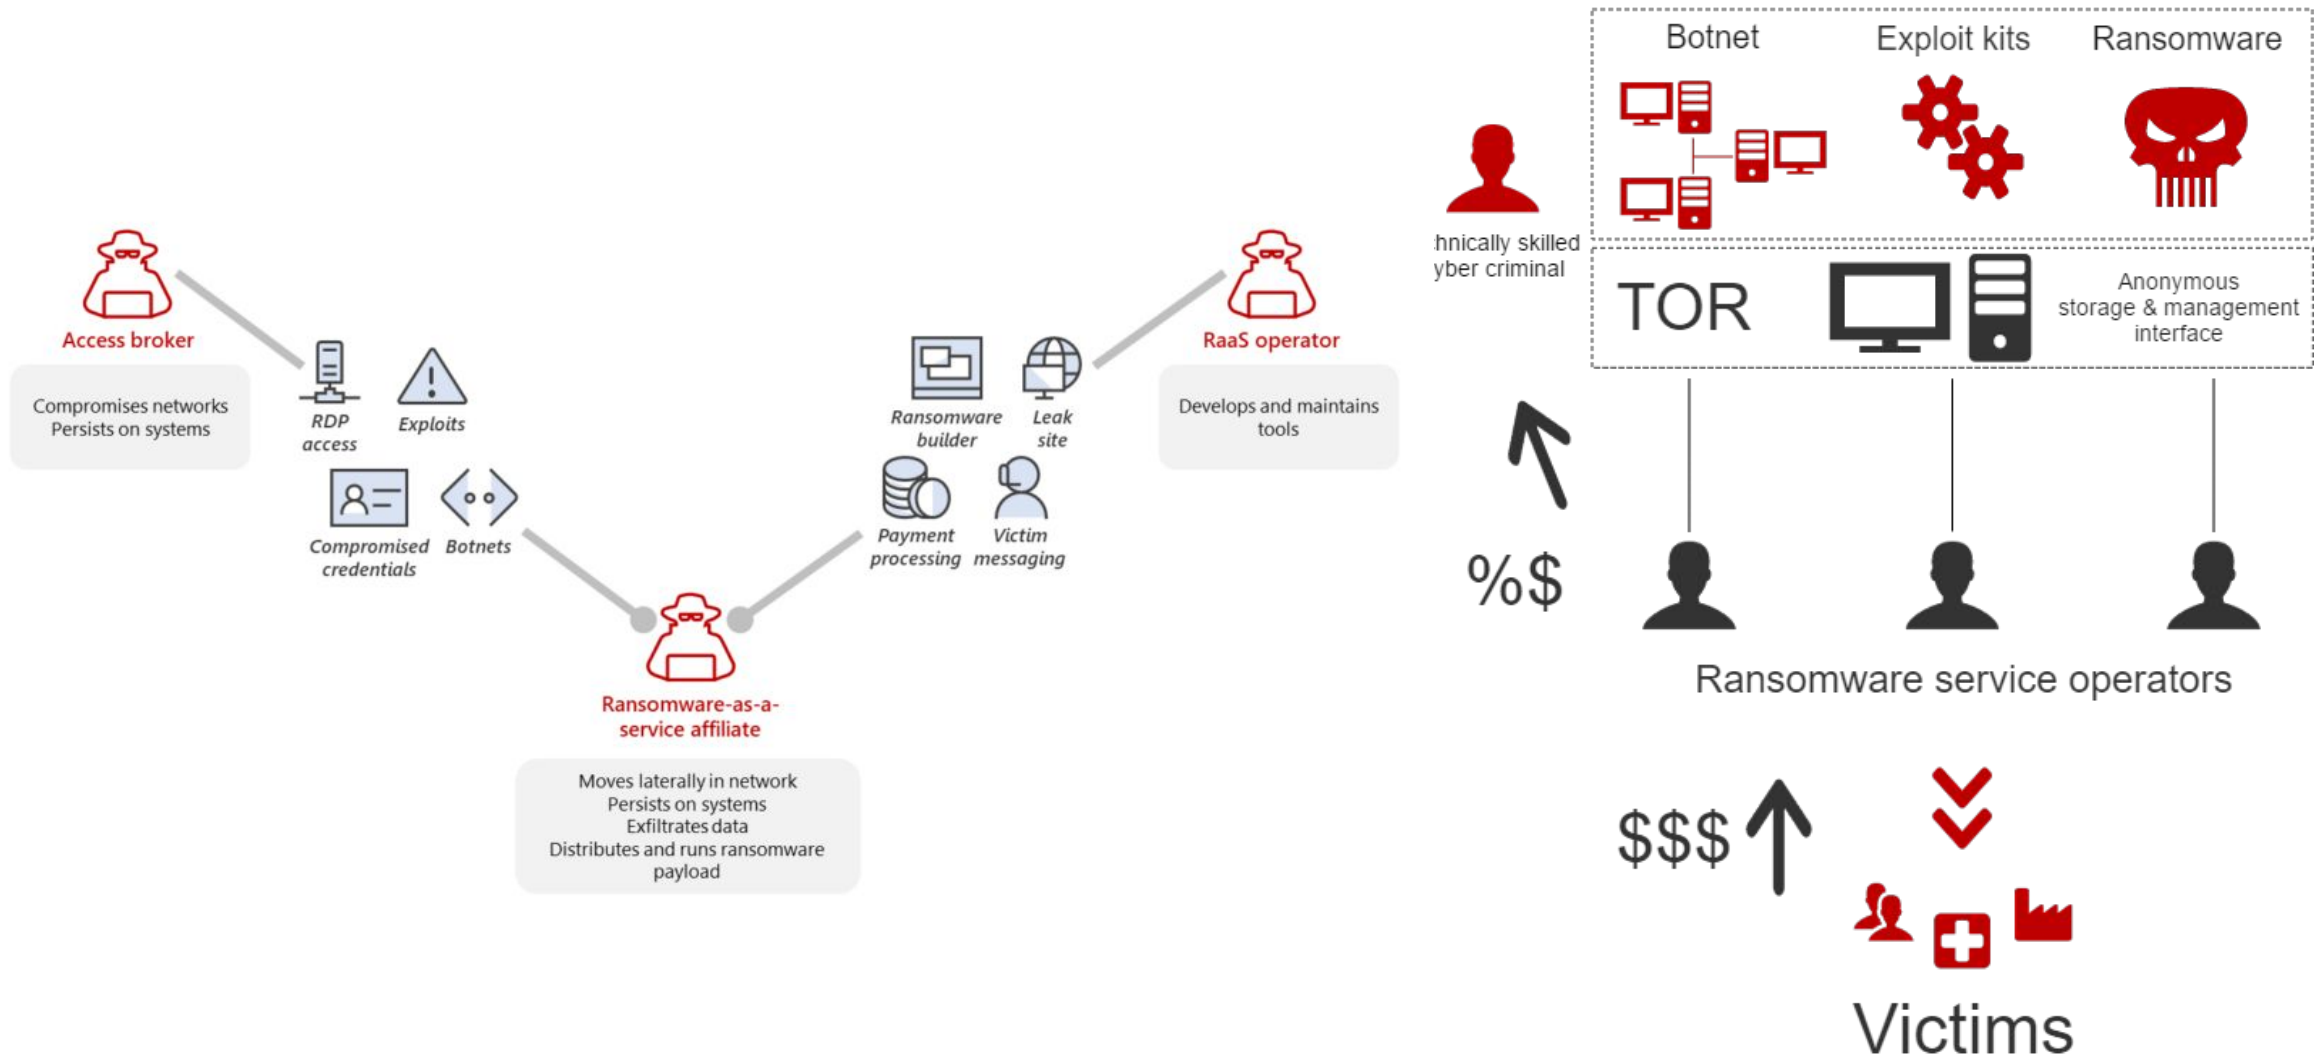 Access broker
Compromises networks
Persists on systems
RDP
access
Exploits
Compromised
credentials
Botnets
Ransomware
builder
Leak
site
Payment
processing
Victim
messaging
RaaS operator
Develops and maintains
tools
Ransomware-as-a-
service affiliate
Moves laterally in network
Persists on systems
Exfiltrates data
Distributes and runs ransomware
payload
Botnet
Exploit kits
Ransomware
hnically skilled
yber criminal
TOR
Anonymous
storage & management
interface
%$
Ransomware service operators
$$$
Victims